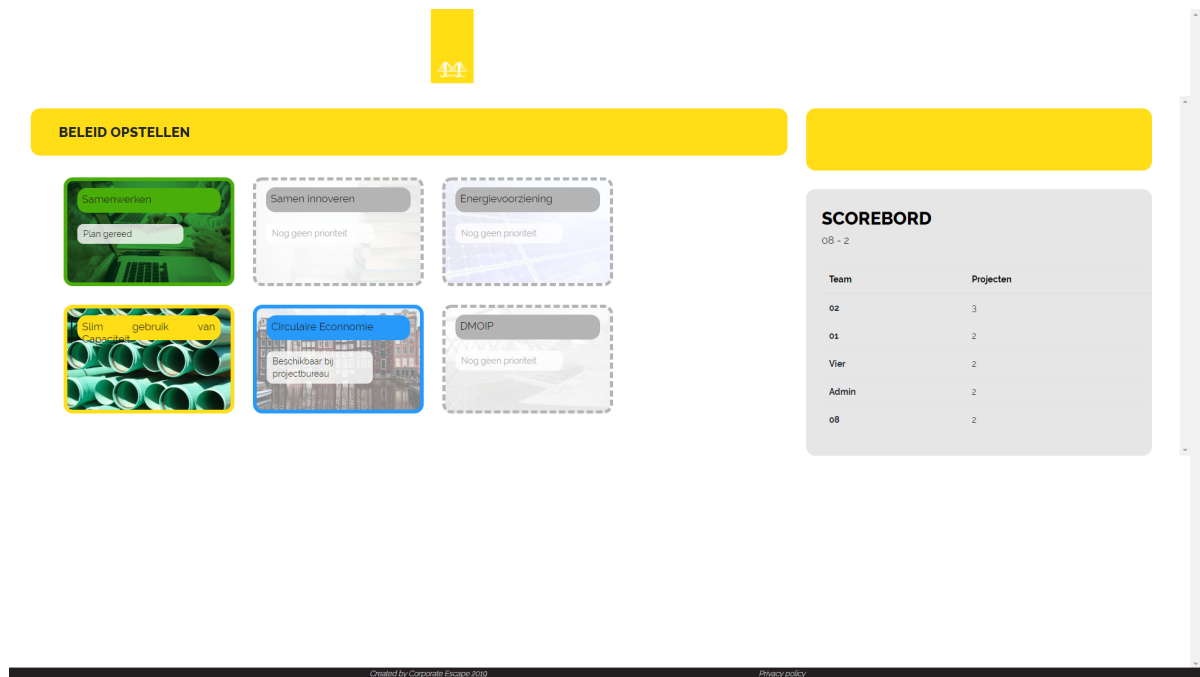 BELEID OPSTELLEN
Samenwerken
Plan gereed
Samen innoveren
Nog geen prioriteit
Energievoorziening
Nog geen prioriteit
Slim gebruik van
Capaciteit
Circulaire Econnomie
Beschikbaar bij
projectbureau
DMOIP
Nog geen prioriteit
SCOREBORD
08 - 2
Team Projecten
02 3
01 2
Vier 2
Admin 2
08 2
Created by Corporate Escape 2019
Privacy policy